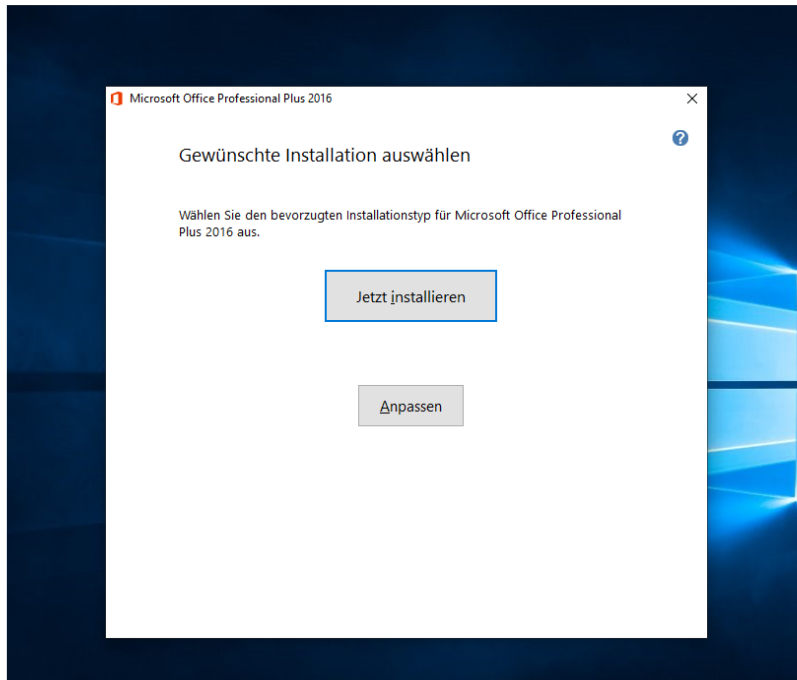 Microsoft Office Professional Plus 2016
Gewünschte Installation auswählen
Wählen Sie den bevorzugten Installationstyp für Microsoft Office Professional
Plus 2016 aus.
Jetzt installieren
Anpassen